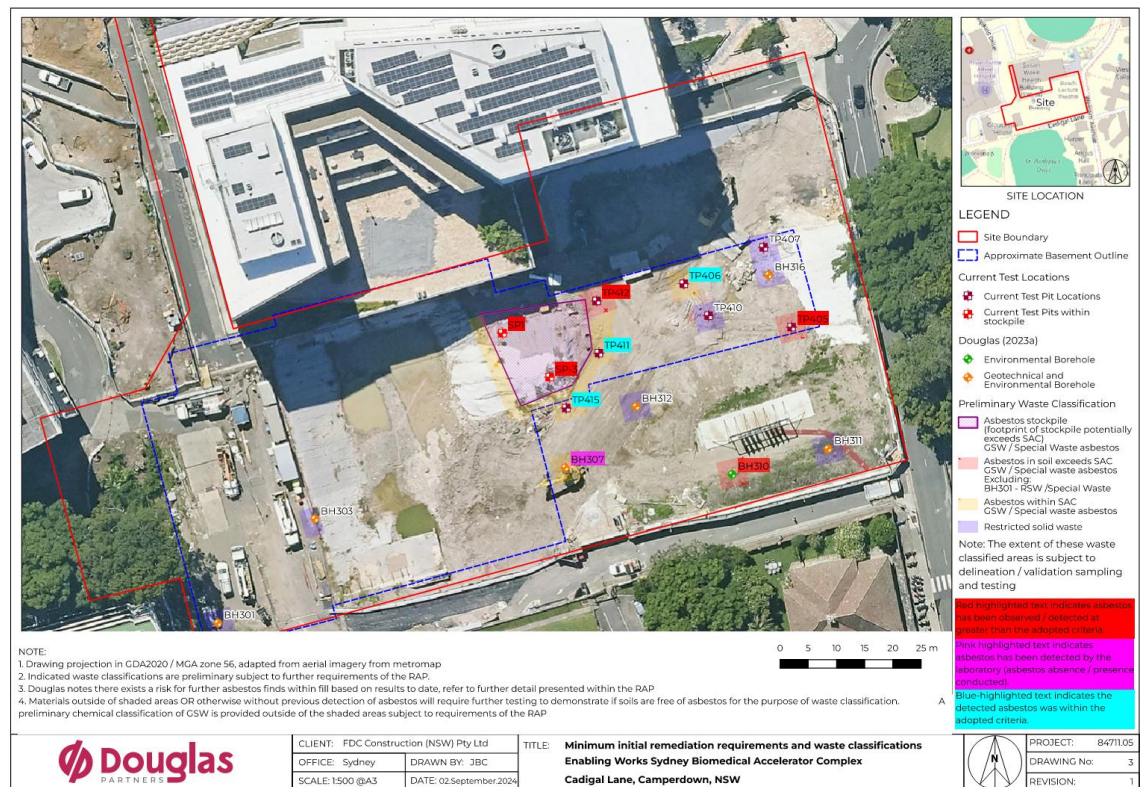 TP407
BH316
TP406
TP412
TP410
TP405
SP1
TP411
SP-3
TP415
BH312
BH311
BH307
BH310
BH303
BH301
Site
Cadigal Lane
SITE LOCATION
LEGEND
Site Boundary
Approximate Basement Outline
Current Test Locations
Current Test Pit Locations
Current Test Pits within
stockpile
Douglas (2023a)
Environmental Borehole
Geotechnical and
Environmental Borehole
Preliminary Waste Classification
Asbestos stockpile
(footprint of stockpile potentially
exceeds SAC)
GSW / Special Waste asbestos
Asbestos in soil exceeds SAC
GSW / Special waste asbestos
Excluding:
BH301 - RSW /Special Waste
Asbestos within SAC
GSW / Special waste asbestos
Restricted solid waste
Note: The extent of these waste
classified areas is subject to
delineation / validation sampling
and testing
Red highlighted text indicates asbestos
has been observed / detected at
greater than the adopted criteria.
Pink highlighted text indicates
asbestos has been detected by the
laboratory (asbestos absence / presence
conducted).
Blue-highlighted text indicates the
detected asbestos was within the
adopted criteria.
NOTE:
1. Drawing projection in GDA2020 / MGA zone 56, adapted from aerial imagery from metromap
2. Indicated waste classifications are preliminary subject to further requirements of the RAP.
3. Douglas notes there exists a risk for further asbestos finds within fill based on results to date, refer to further detail presented within the RAP
4. Materials outside of shaded areas OR otherwise without previous detection of asbestos will require further testing to demonstrate if soils are free of asbestos for the purpose of waste classification. A
preliminary chemical classification of GSW is provided outside of the shaded areas subject to requirements of the RAP
0 5 10 15 20 25 m
Douglas
PARTNERS
CLIENT: FDC Construction (NSW) Pty Ltd
OFFICE: Sydney
DRAWN BY: JBC
SCALE: 1:500 @A3
DATE: 02.September.2024
TITLE: Minimum initial remediation requirements and waste classifications
Enabling Works Sydney Biomedical Accelerator Complex
Cadigal Lane, Camperdown, NSW
N
PROJECT: 84711.05
DRAWING No: 3
REVISION: 1